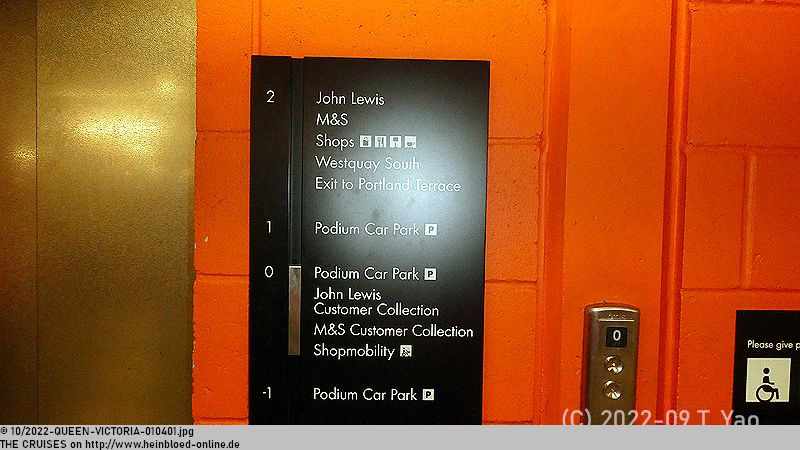 2 John Lewis
M&S
Shops
Westquay South
Exit to Portland Terrace
1 Podium Car Park P
0 Podium Car Park P
John Lewis
Customer Collection
M&S Customer Collection
Shopmobility
-1 Podium Car Park P
0
Please give p
(C) 2022-09 T. Yao
© 10/2022-QUEEN-VICTORIA-010401.jpg
THE CRUISES on http://www.heinbloed-online.de